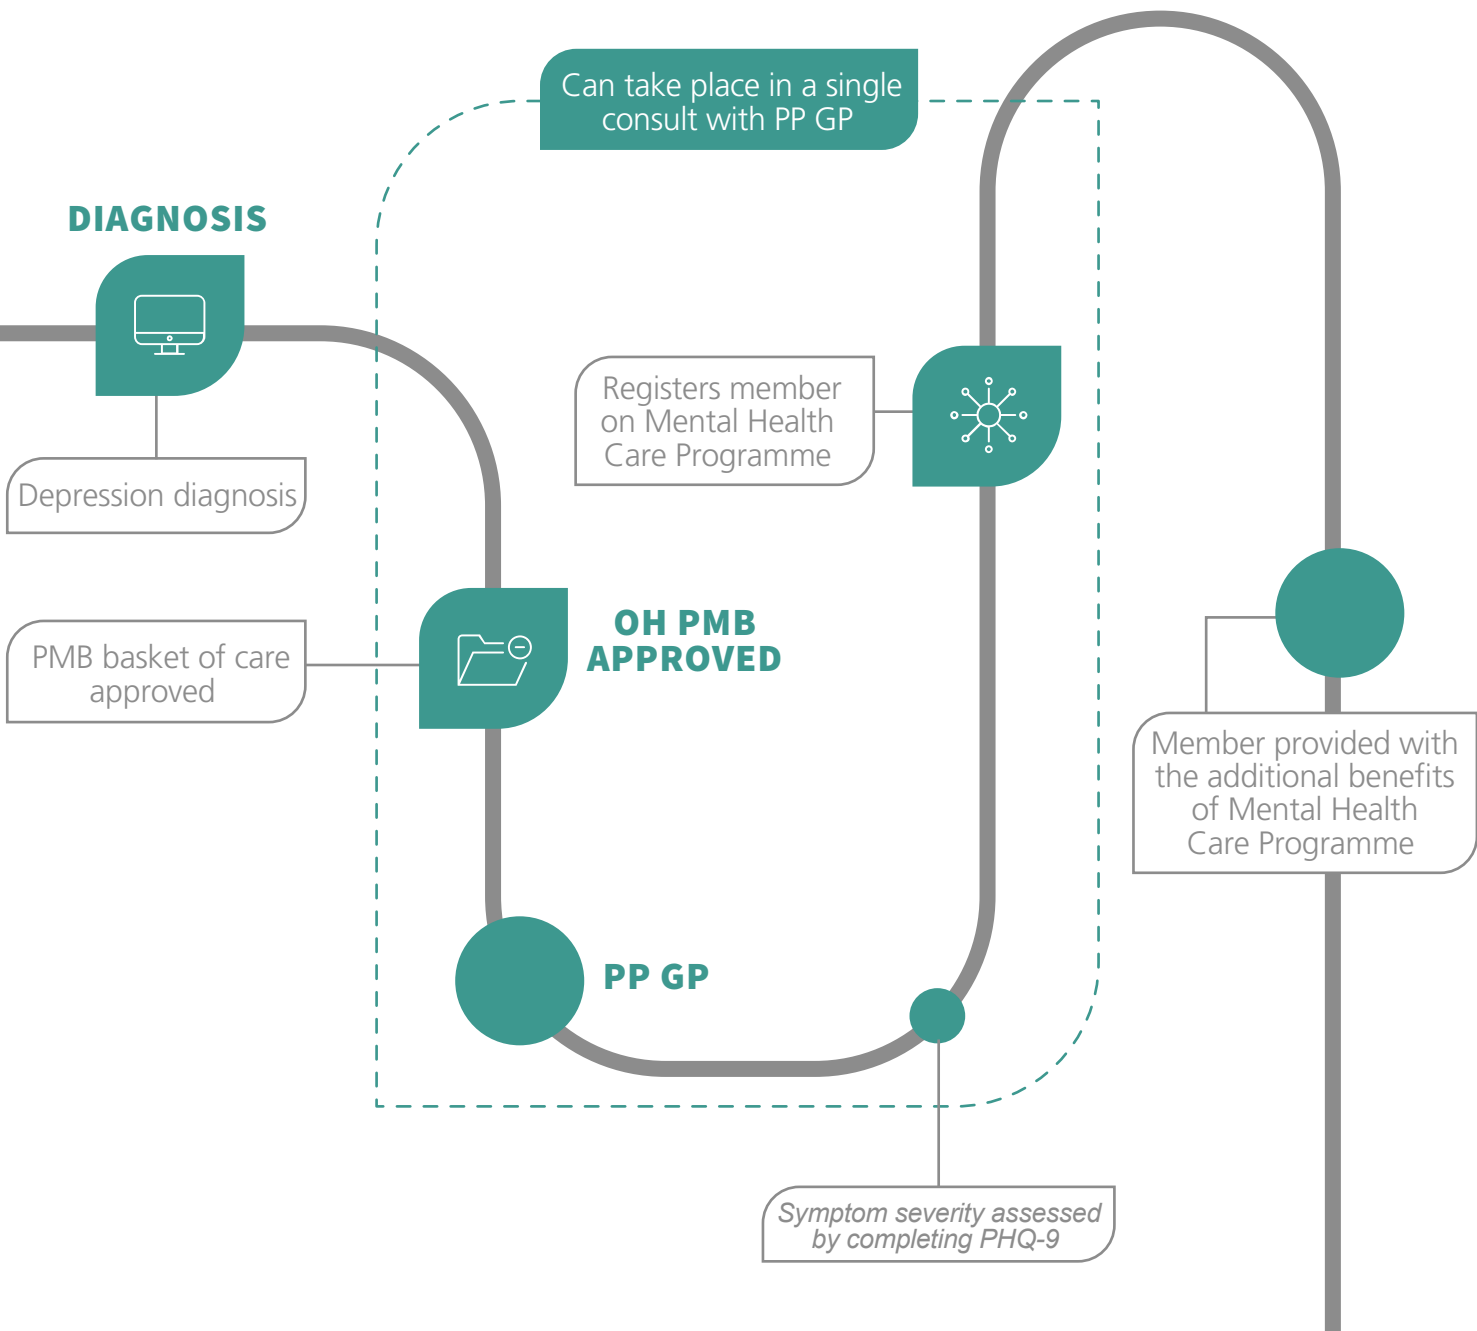 Can take place in a single
consult with PP GP
DIAGNOSIS
Depression diagnosis
Registers member
on Mental Health
Care Programme
OH PMB
APPROVED
PMB basket of care
approved
Member provided with
the additional benefits
of Mental Health
Care Programme
PP GP
Symptom severity assessed
by completing PHQ-9